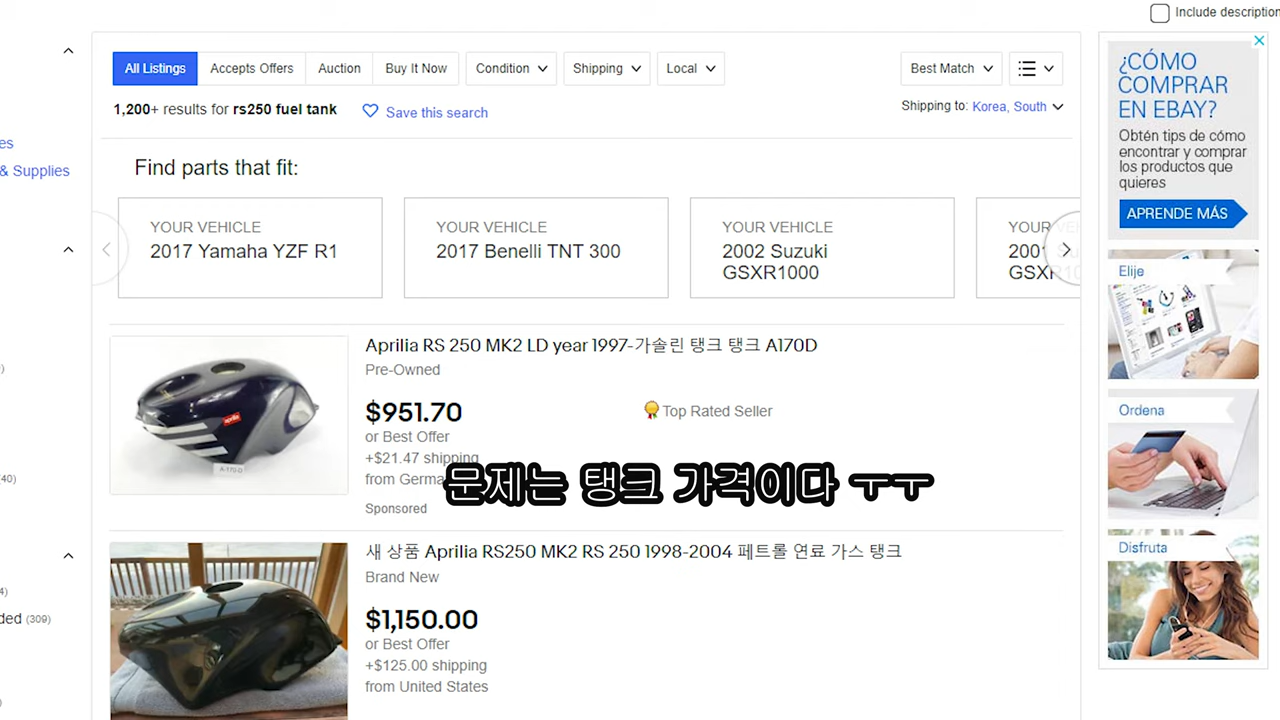 Include description
All Listings
Accepts Offers
Auction
Buy It Now
Condition
Shipping
Local
Best Match
1,200+ results for rs250 fuel tank
Save this search
Shipping to: Korea, South
& Supplies
Find parts that fit:
YOUR VEHICLE
2017 Yamaha YZF R1
YOUR VEHICLE
2017 Benelli TNT 300
YOUR VEHICLE
2002 Suzuki
GSXR1000
Aprilia RS 250 MK2 LD year 1997-가솔린 탱크 탱크 A170D
Pre-Owned
$951.70
or Best Offer
+$21.47 shipping
from Germa
Sponsored
Top Rated Seller
aprilia
A-170-D
문제는 탱크 가격이다 ㅜㅜ
새 상품 Aprilia RS250 MK2 RS 250 1998-2004 페트롤 연료 가스 탱크
Brand New
$1,150.00
or Best Offer
+$125.00 shipping
from United States
(309)
¿CÓMO
COMPRAR
EN EBAY?
Obtén tips de cómo
encontrar y comprar
los productos que
quieres
APRENDE MÁS
Elije
Ordena
Disfruta